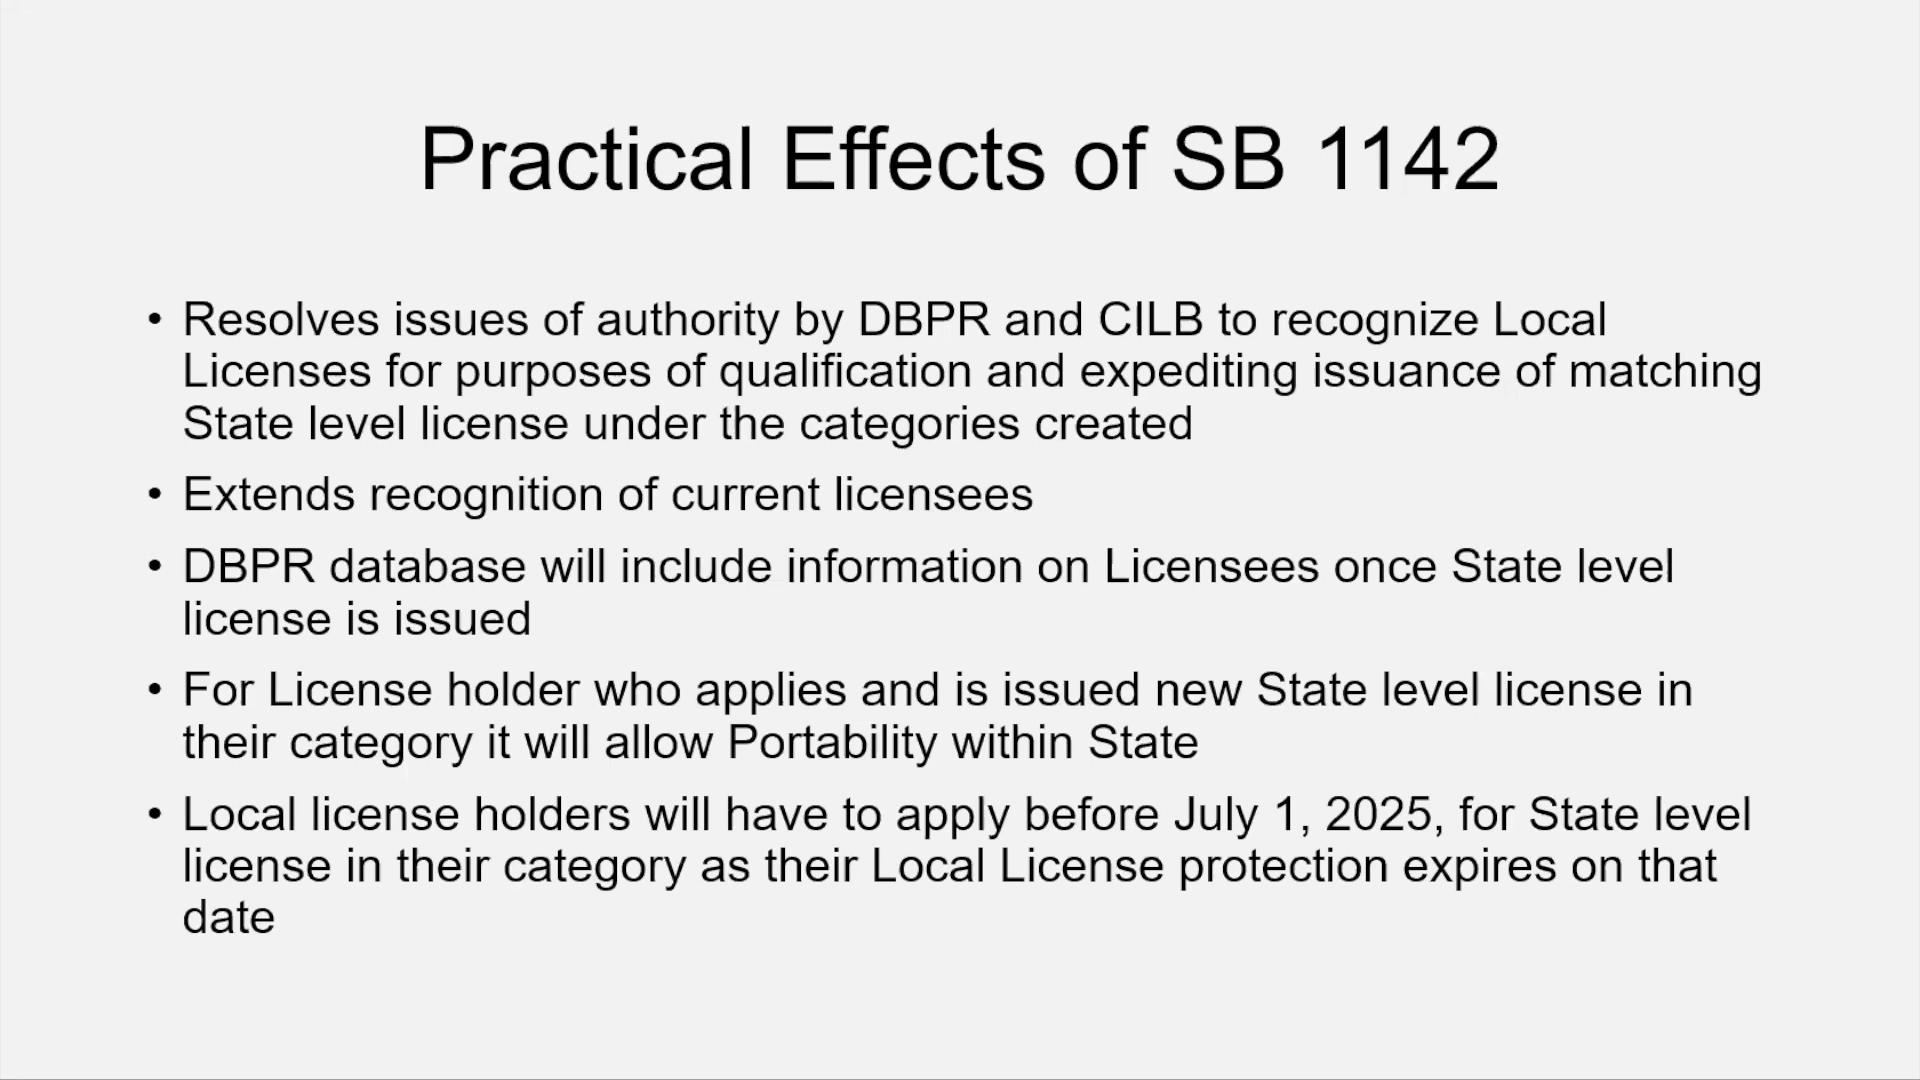 Practical Effects of SB 1142
• Resolves issues of authority by DBPR and CILB to recognize Local
Licenses for purposes of qualification and expediting issuance of matching
State level license under the categories created
• Extends recognition of current licensees
• DBPR database will include information on Licensees once State level
license is issued
• For License holder who applies and is issued new State level license in
their category it will allow Portability within State
• Local license holders will have to apply before July 1, 2025, for State level
license in their category as their Local License protection expires on that
date